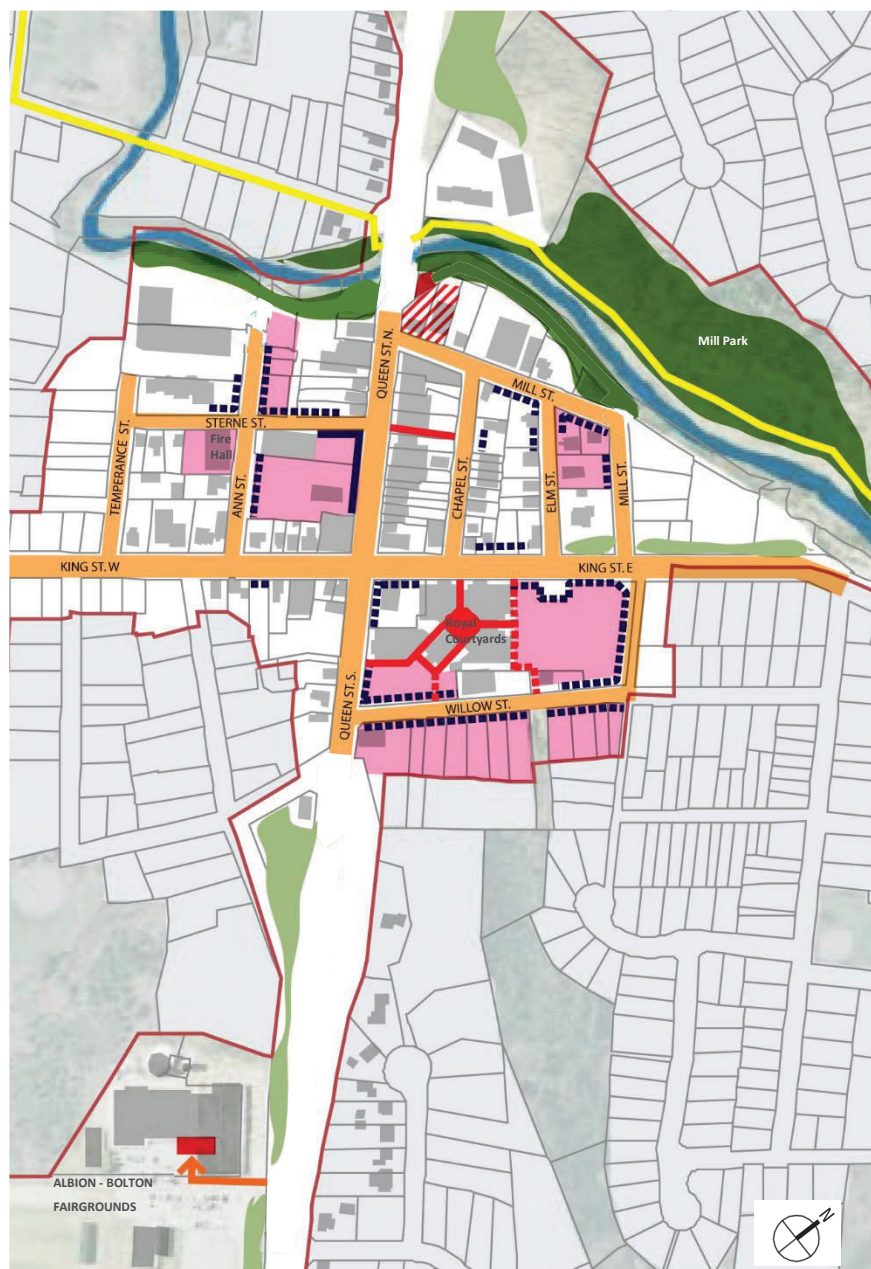 Mill Park
QUEEN ST. N.
MILL ST.
STERNE ST.
Fire
Hall
TEMPERANCE ST.
ANN ST.
CHAPEL ST.
ELM ST.
MILL ST.
KING ST. W
KING ST. E
Royal
Courtyards
QUEEN ST. S.
WILLOW ST.
ALBION - BOLTON
FAIRGROUNDS
N